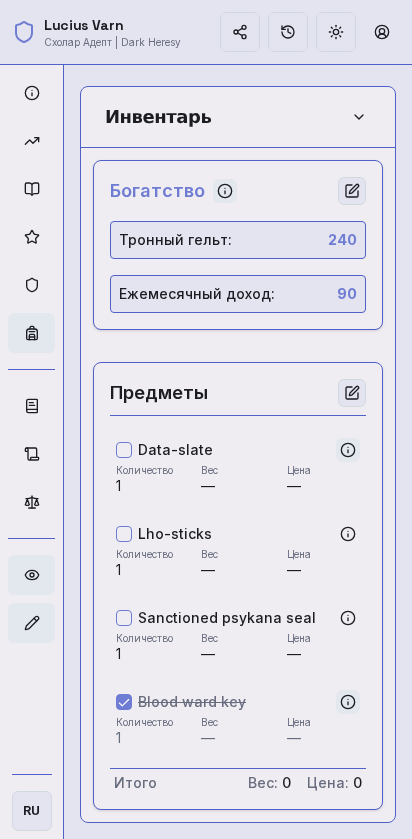 Lucius Varn
Схолар Адепт | Dark Heresy
Инвентарь
Богатство
Тронный гельт: 240
Ежемесячный доход: 90
Предметы
Data-slate
Количество Вес Цена
1 — —
Lho-sticks
Количество Вес Цена
1 — —
Sanctioned psykana seal
Количество Вес Цена
1 — —
Blood ward key
Количество Вес Цена
1 — —
Итого Вес: 0 Цена: 0
RU